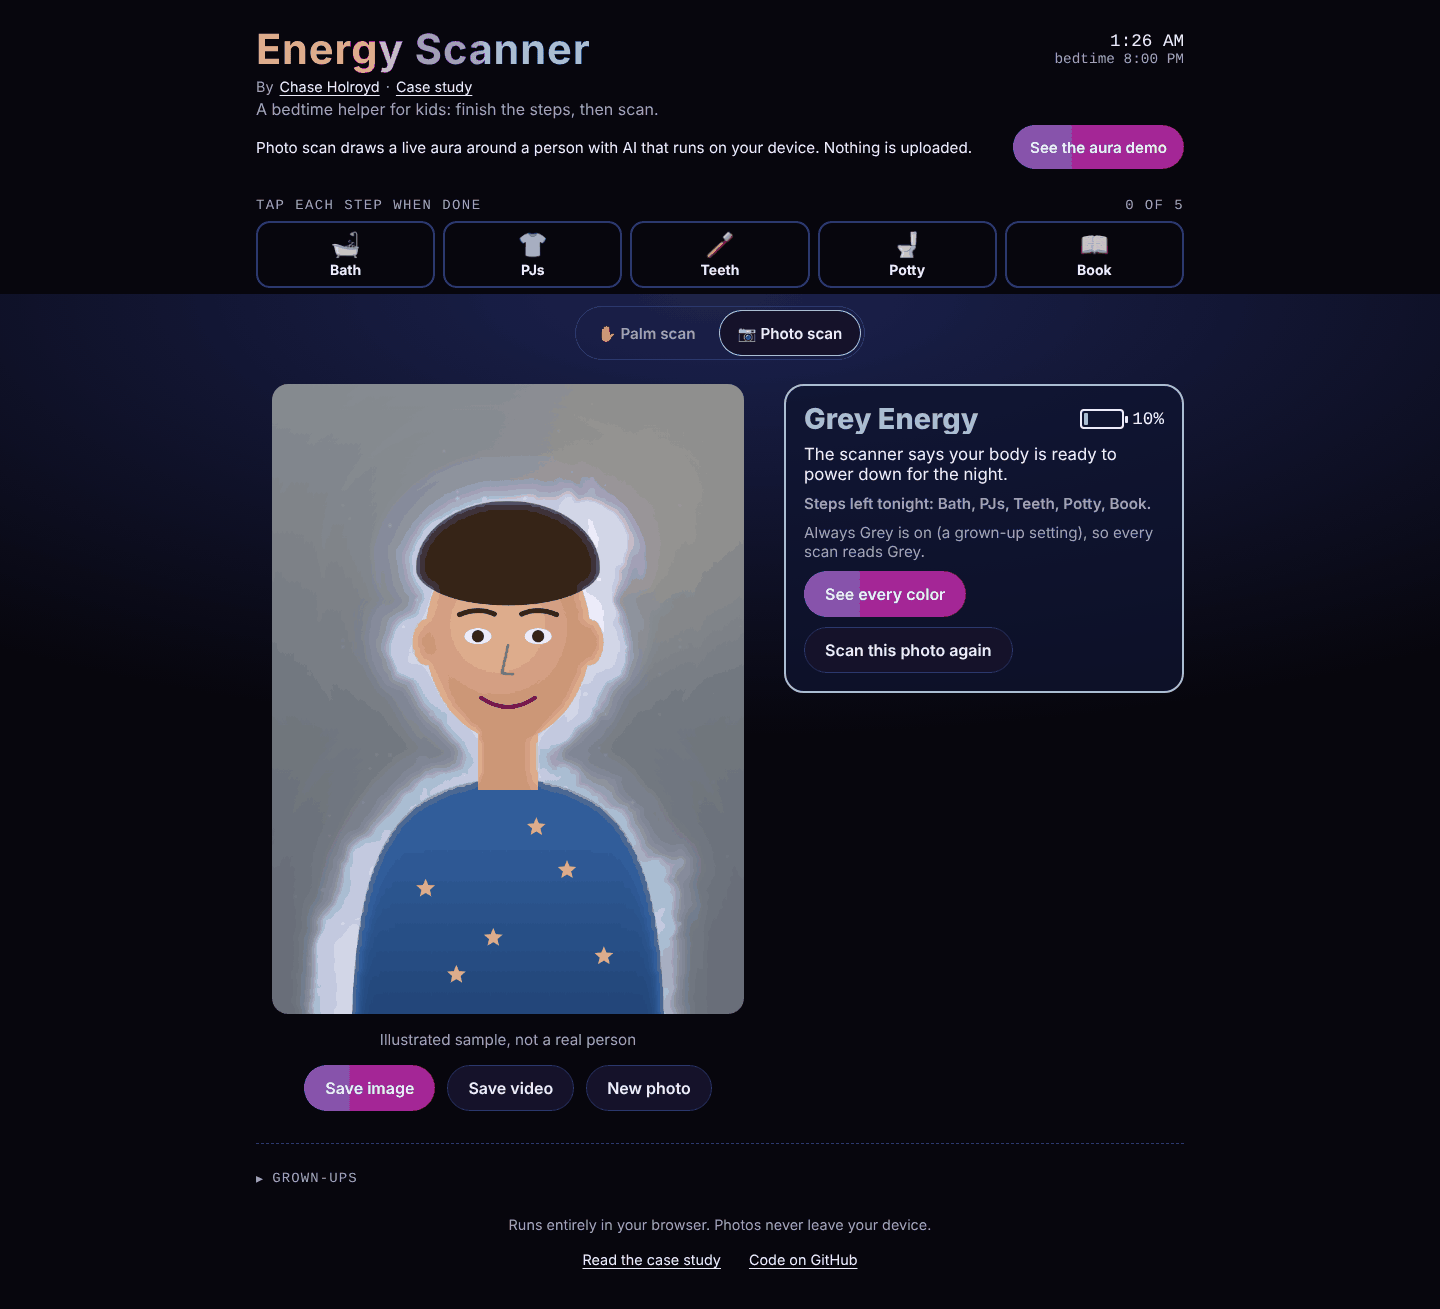 Energy Scanner
1:26 AM
bedtime 8:00 PM
By Chase Holroyd · Case study
A bedtime helper for kids: finish the steps, then scan.
Photo scan draws a live aura around a person with AI that runs on your device. Nothing is uploaded.
See the aura demo
TAP EACH STEP WHEN DONE
0 OF 5
Bath
PJs
Teeth
Potty
Book
Palm scan
Photo scan
Grey Energy
10%
The scanner says your body is ready to
power down for the night.
Steps left tonight: Bath, PJs, Teeth, Potty, Book.
Always Grey is on (a grown-up setting), so every
scan reads Grey.
See every color
Scan this photo again
Illustrated sample, not a real person
Save image
Save video
New photo
GROWN-UPS
Runs entirely in your browser. Photos never leave your device.
Read the case study
Code on GitHub